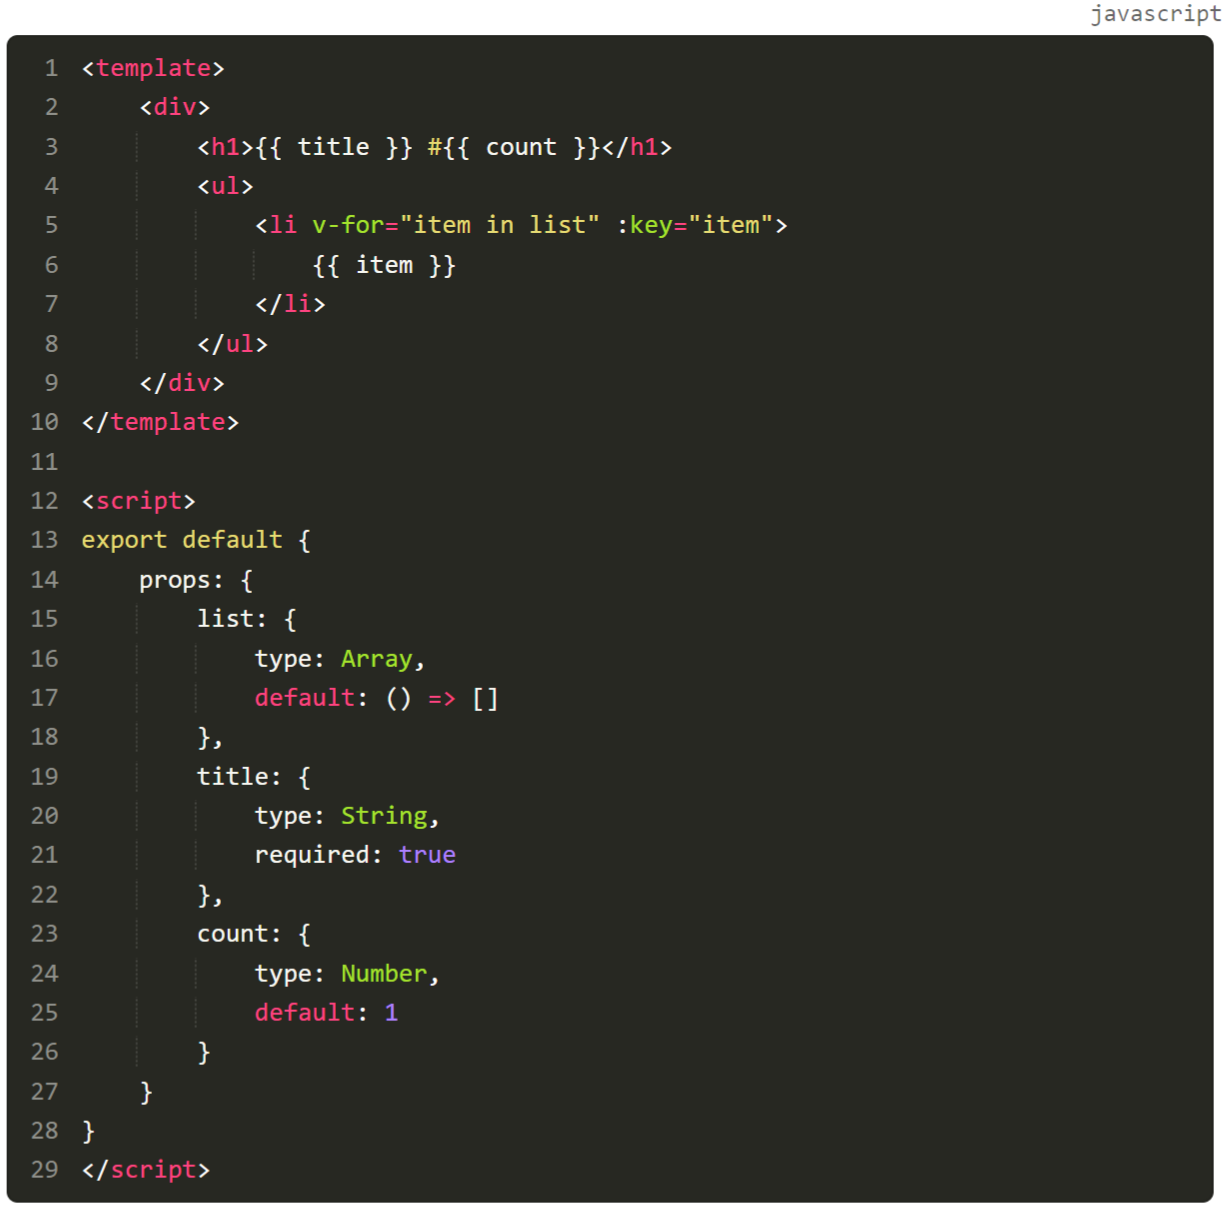 javascript
1 <template>
2     <div>
3         <h1>{{ title }} #{{ count }}</h1>
4         <ul>
5             <li v-for="item in list" :key="item">
6                 {{ item }}
7             </li>
8         </ul>
9     </div>
10 </template>
11
12 <script>
13 export default {
14     props: {
15         list: {
16             type: Array,
17             default: () => []
18         },
19         title: {
20             type: String,
21             required: true
22         },
23         count: {
24             type: Number,
25             default: 1
26         }
27     }
28 }
29 </script>